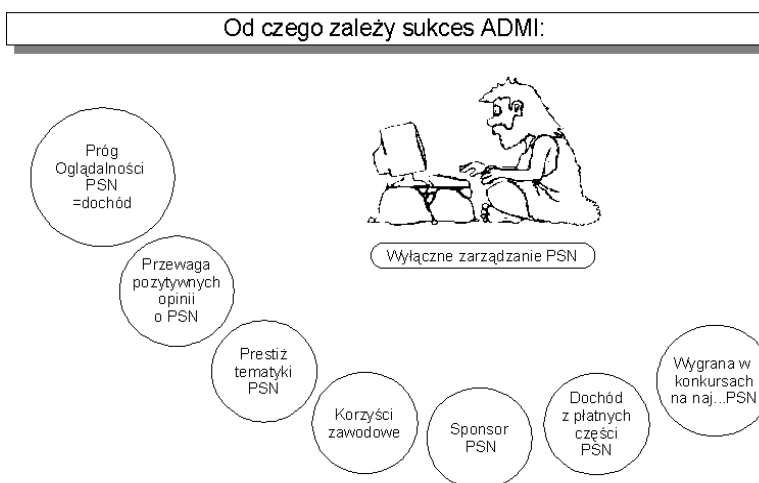 Od czego zależy sukces ADMI:
Próg
Oglądalności
PSN
=dochód
Wyłączne zarządzanie PSN
Przewaga
pozytywnych
opinii
o PSN
Prestiż
tematyki
PSN
Korzyści
zawodowe
Sponsor
PSN
Dochód
z płatnych
części
PSN
Wygrana w
konkursach
na naj...PSN